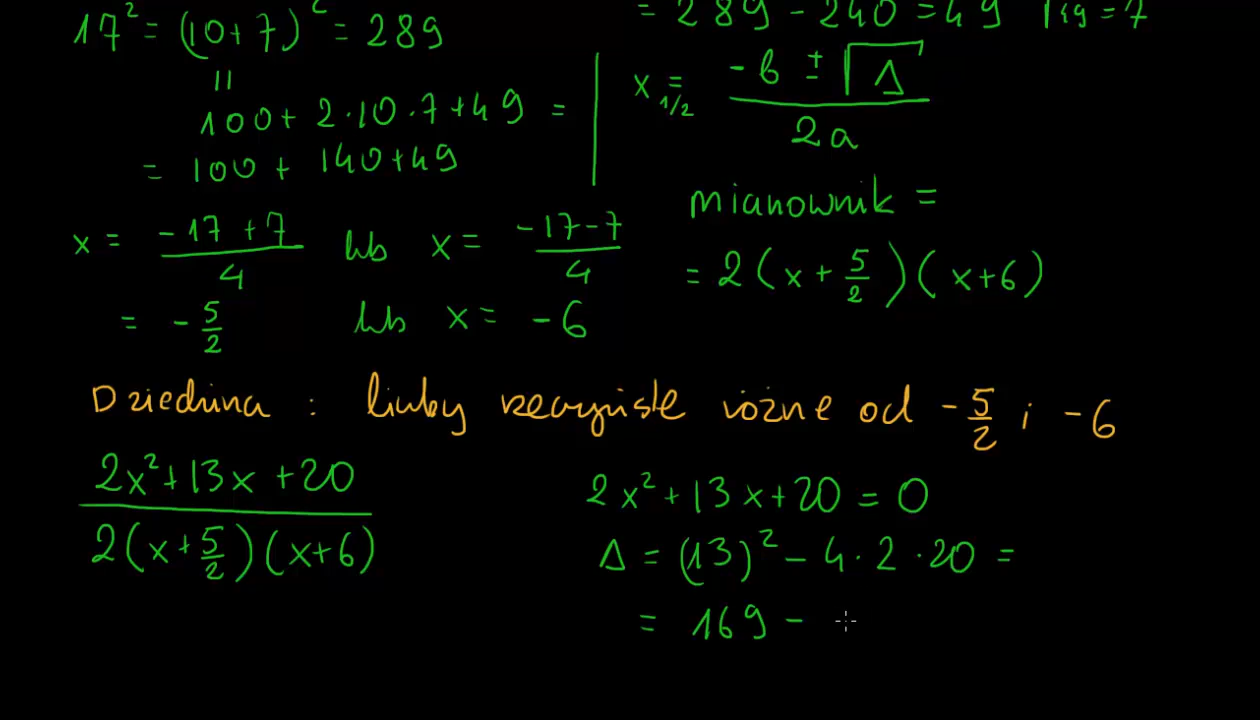 17² = (10+7)² = 289
= 289 - 240 = 49 √49 = 7
||
100 + 2·10·7 + 49 =
= 100 + 140 + 49
x₁/₂ = (-b ± √Δ)/2a
mianownik =
= 2(x + 5/2)(x+6)
x = (-17+7)/4 lub x = (-17-7)/4
= -5/2 lub x = -6
Dziedzina : liczby rzeczywiste różne od -5/2 i -6
(2x² + 13x + 20)/(2(x + 5/2)(x+6))
2x² + 13x + 20 = 0
Δ = (13)² - 4·2·20 =
= 169 -